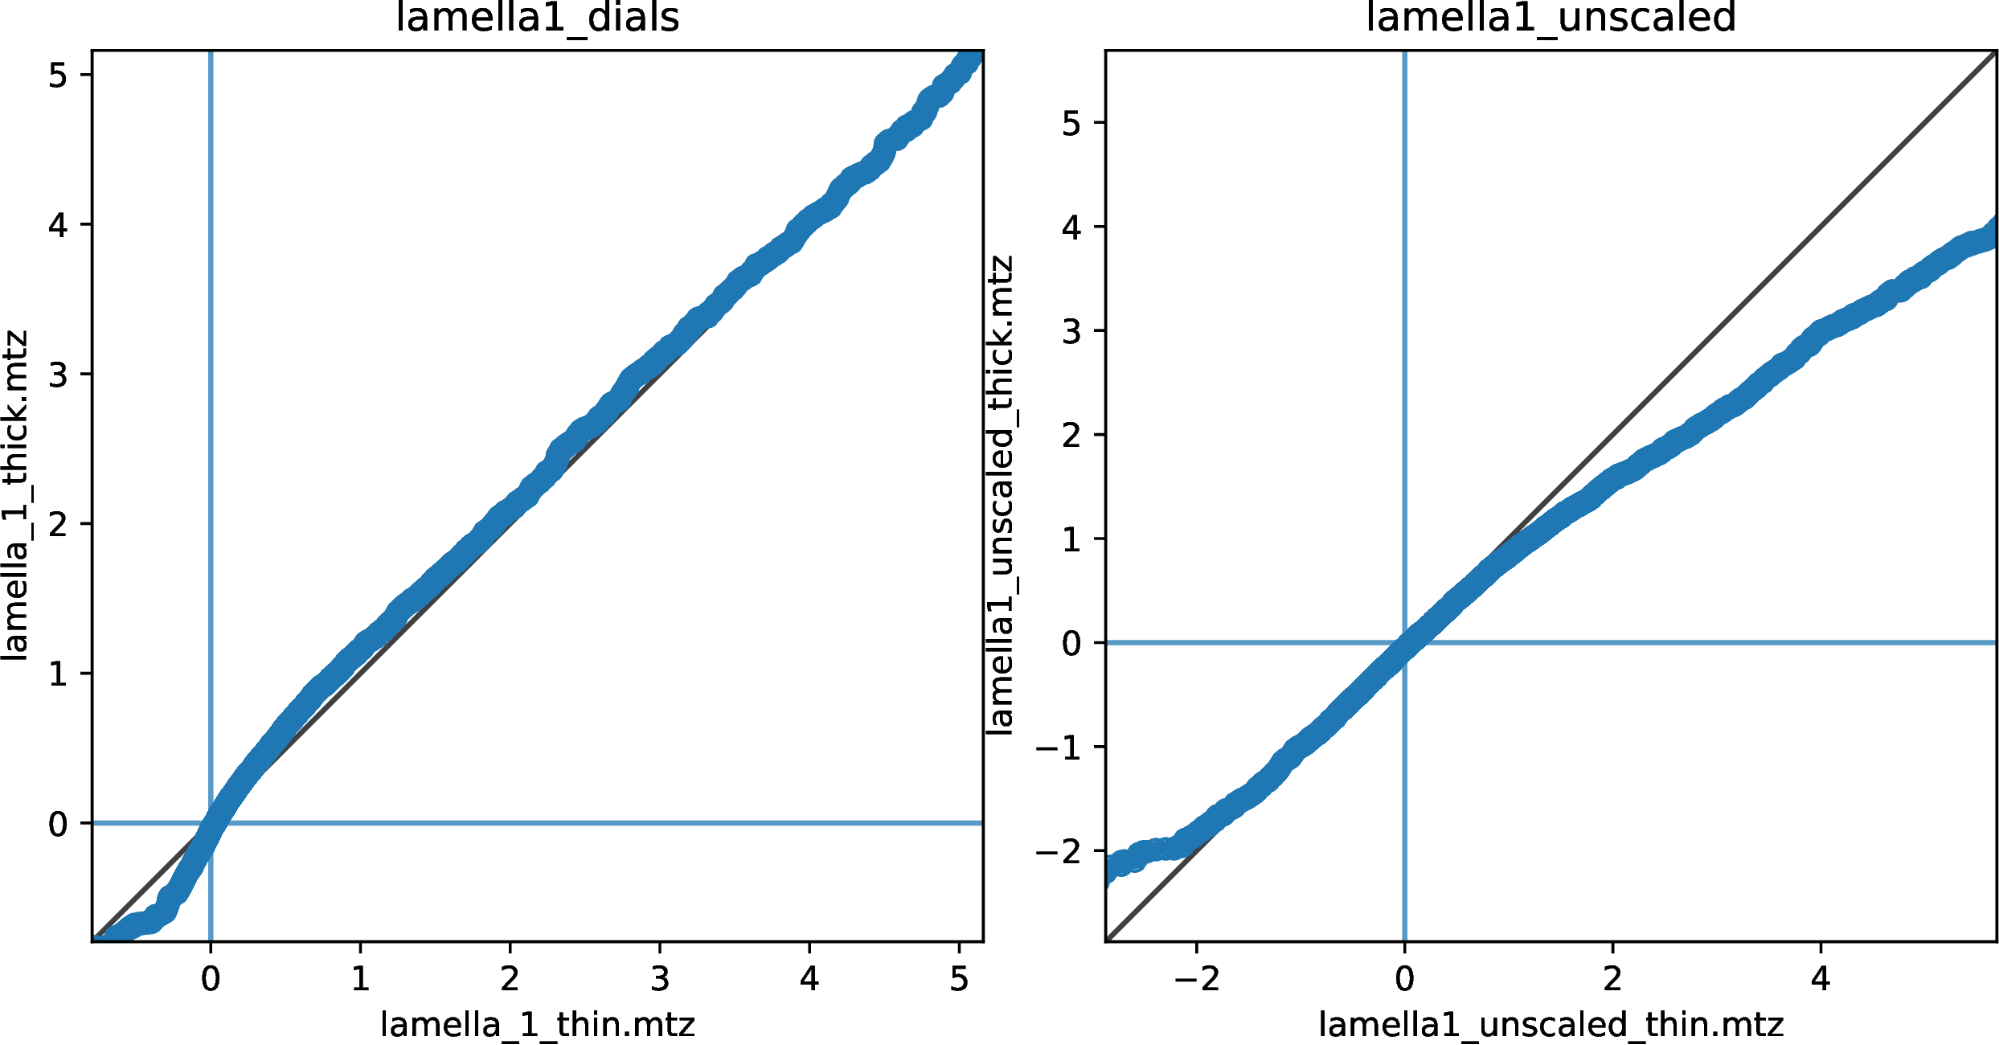 lamella1_dials
lamella_1_thick.mtz
5
4
3
2
1
0
0 1 2 3 4 5
lamella_1_thin.mtz
lamella1_unscaled
lamella1_unscaled_thick.mtz
5
4
3
2
1
0
−1
−2
−2 0 2 4
lamella1_unscaled_thin.mtz